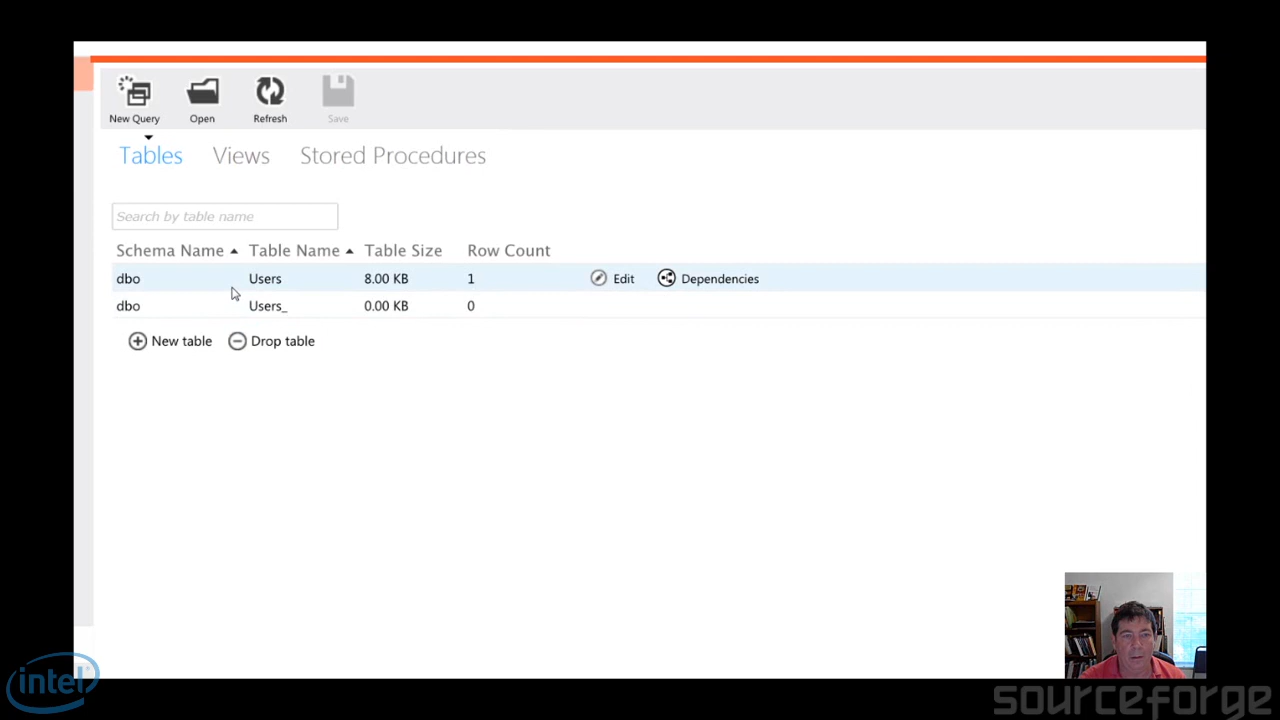 New Query Open Refresh Save
Tables Views Stored Procedures
Search by table name
Schema Name Table Name Table Size Row Count
dbo Users 8.00 KB 1 Edit Dependencies
dbo Users_ 0.00 KB 0
New table Drop table
intel
sourceforge